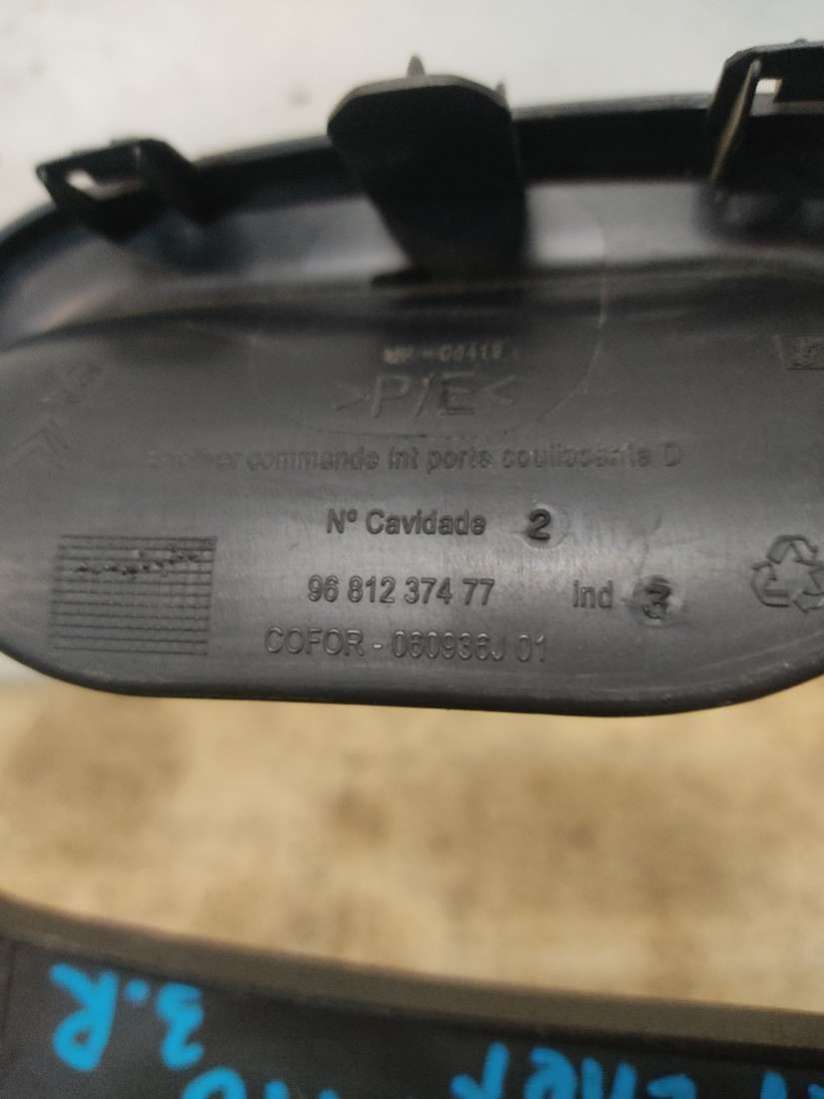 >P/E<
commande int porte coulissante D
Nº Cavidade 2
96 812 374 77 Ind 3
COFOR - 060936J 01
3.R